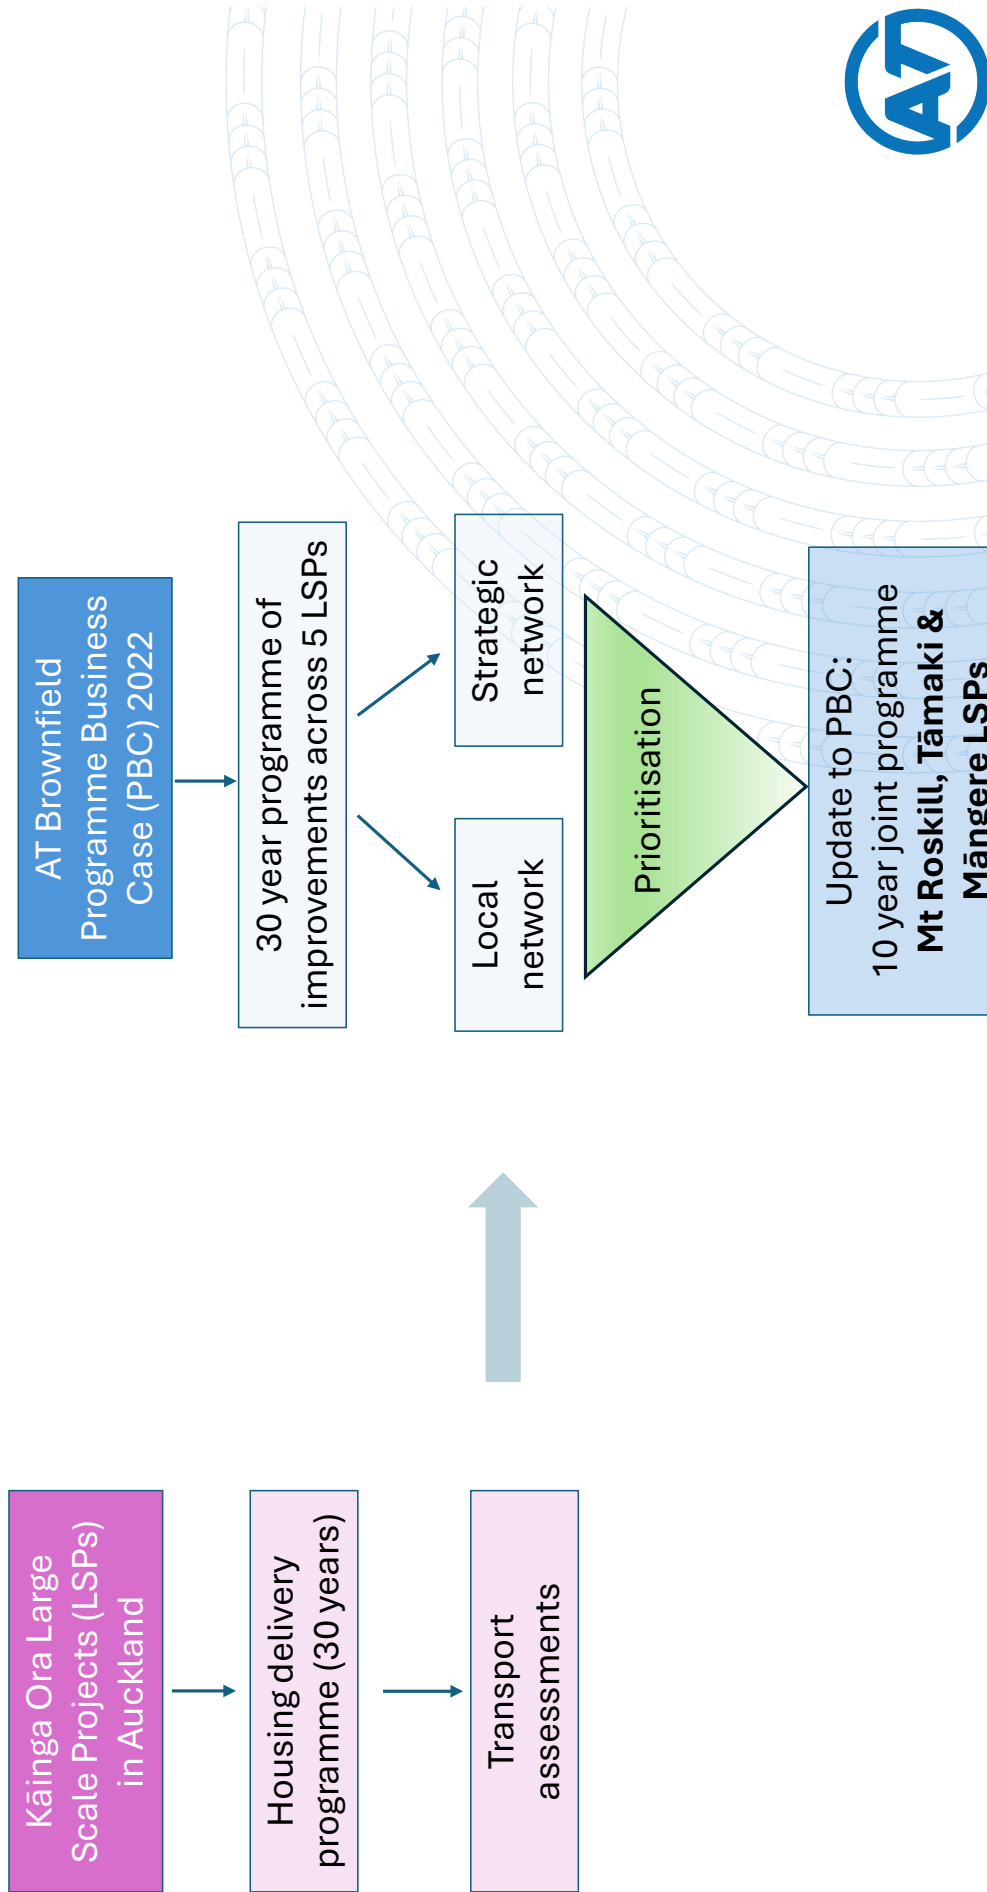 Kāinga Ora Large
Scale Projects (LSPs)
in Auckland
Housing delivery
programme (30 years)
Transport
assessments
AT Brownfield
Programme Business
Case (PBC) 2022
30 year programme of
improvements across 5 LSPs
Local
network
Strategic
network
Prioritisation
Update to PBC:
10 year joint programme
Mt Roskill, Tāmaki &
Māngere LSPs
AT